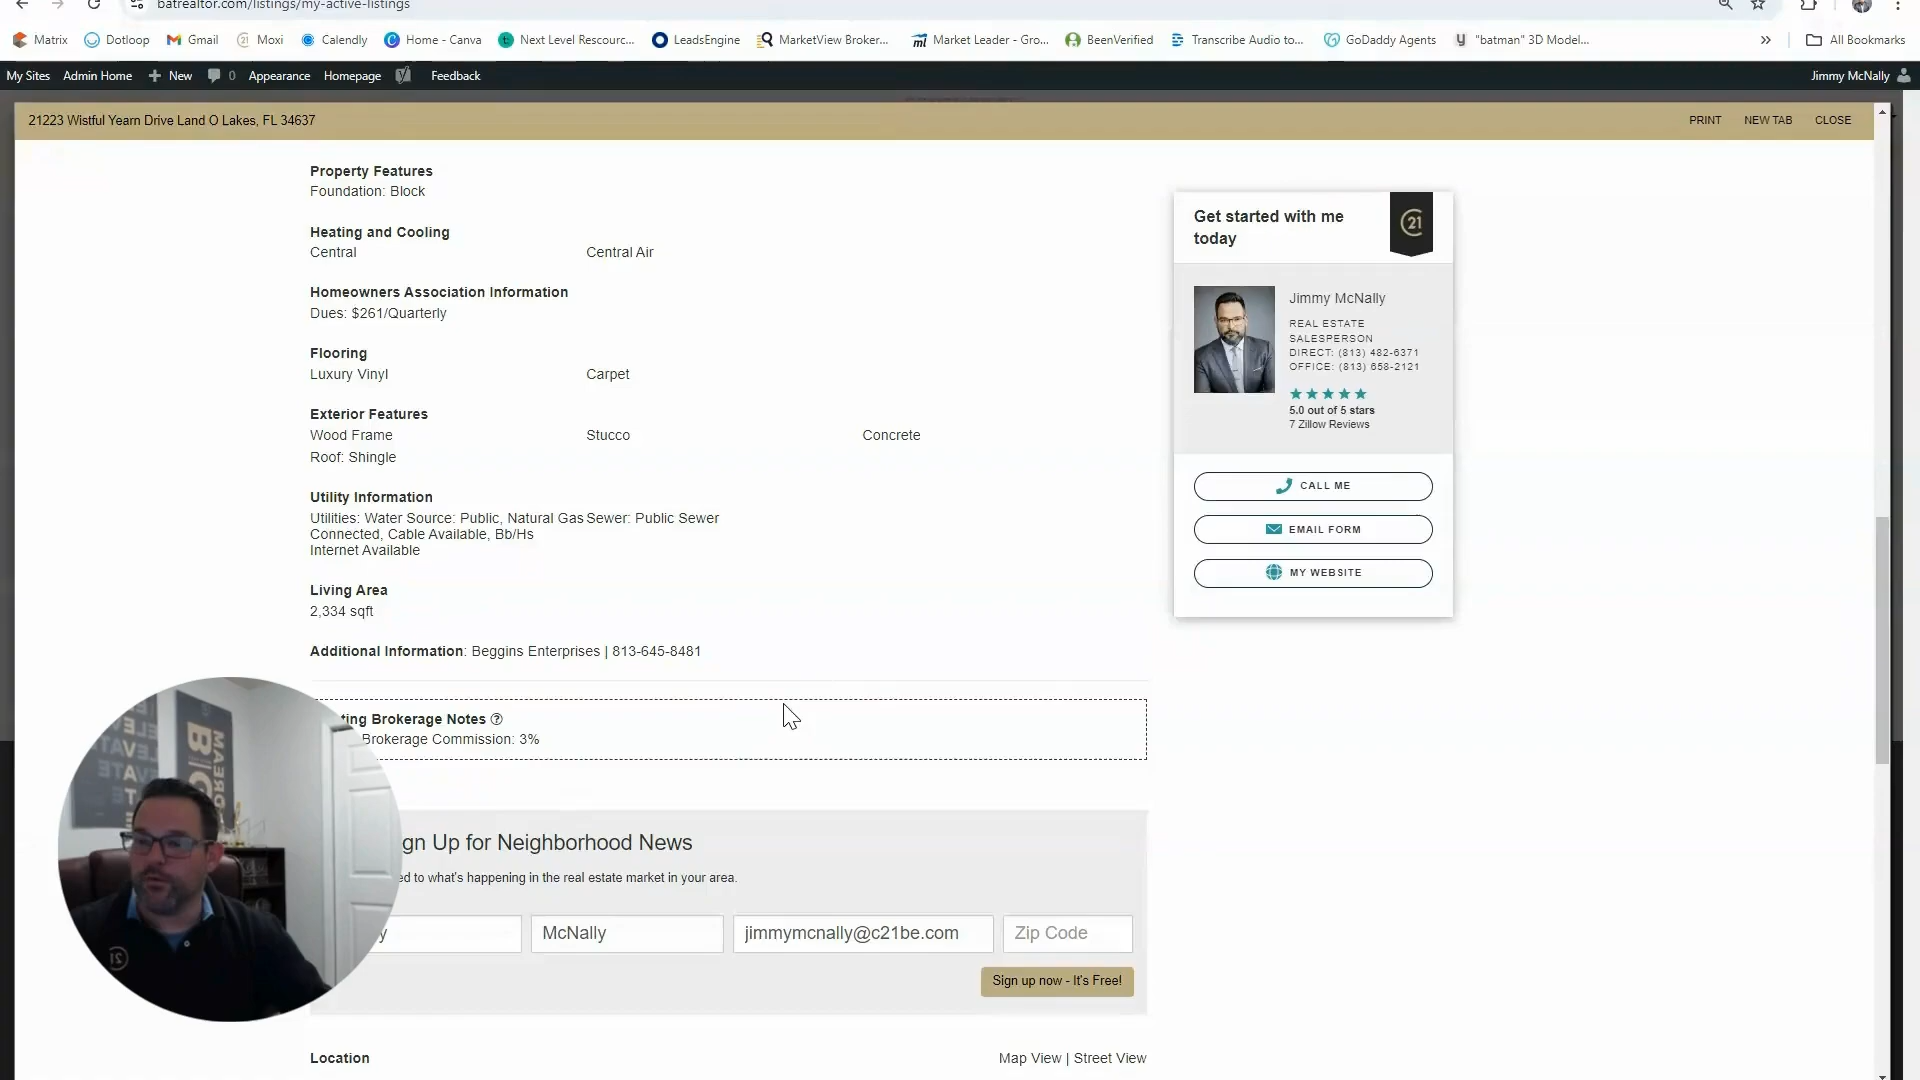 batrealtor.com/listings/my-active-listings
Matrix Dotloop Gmail Moxi Calendly Home - Canva Next Level Rescourc... LeadsEngine MarketView Broker... Market Leader - Gro... BeenVerified Transcribe Audio to... GoDaddy Agents "batman" 3D Model... » All Bookmarks
My Sites Admin Home + New 0 Appearance Homepage Feedback Jimmy McNally
21223 Wistful Yearn Drive Land O Lakes, FL 34637 PRINT NEW TAB CLOSE
Property Features
Foundation: Block
Heating and Cooling
Central Central Air
Homeowners Association Information
Dues: $261/Quarterly
Flooring
Luxury Vinyl Carpet
Exterior Features
Wood Frame Stucco Concrete
Roof: Shingle
Utility Information
Utilities: Water Source: Public, Natural Gas Sewer: Public Sewer
Connected, Cable Available, Bb/Hs
Internet Available
Living Area
2,334 sqft
Additional Information: Beggins Enterprises | 813-645-8481
ting Brokerage Notes ?
Brokerage Commission: 3%
gn Up for Neighborhood News
ed to what's happening in the real estate market in your area.
y McNally jimmymcnally@c21be.com Zip Code
Sign up now - It's Free!
Location Map View | Street View
Get started with me
today
21
Jimmy McNally
REAL ESTATE
SALESPERSON
DIRECT: (813) 482-6371
OFFICE: (813) 658-2121
5.0 out of 5 stars
7 Zillow Reviews
CALL ME
EMAIL FORM
MY WEBSITE
ELEVATE
DREAM
BIG
21